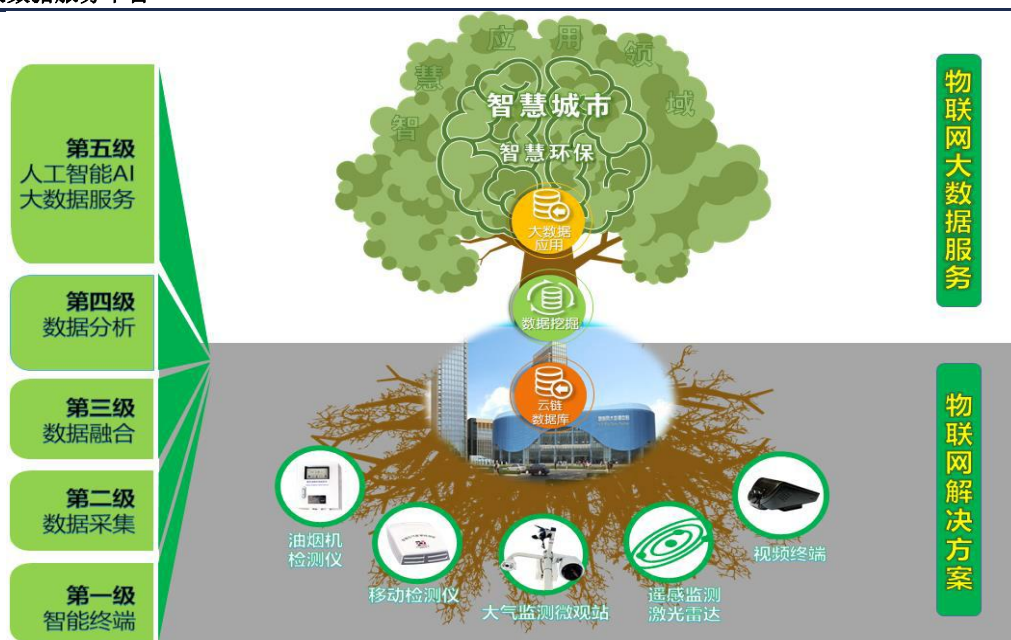 智慧应用领域
智慧城市
智慧环保
大数据
应用
数据挖掘
云链
数据库
第五级
人工智能AI
大数据服务
第四级
数据分析
第三级
数据融合
第二级
数据采集
第一级
智能终端
油烟机
检测仪
移动检测仪
大气监测微观站
遥感监测
激光雷达
视频终端
物联网大数据服务
物联网解决方案